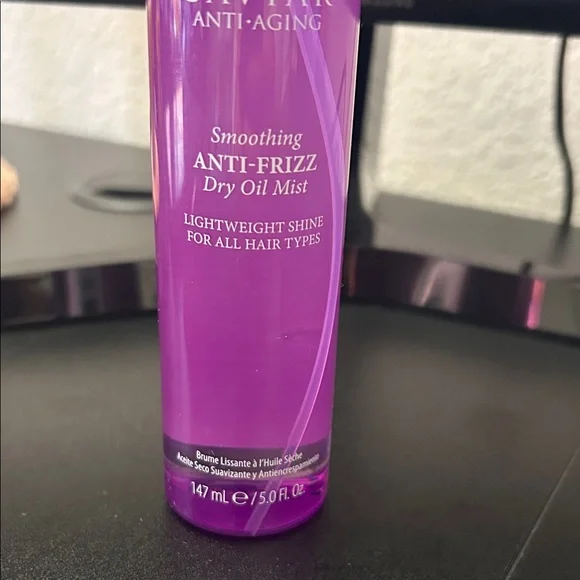 CAVIAR
ANTI·AGING
Smoothing
ANTI-FRIZZ
Dry Oil Mist
LIGHTWEIGHT SHINE
FOR ALL HAIR TYPES
Brume Lissante à l'Huile Sèche
Aceite Seco Suavizante y Antiencrespamiento
147 mL ℮ / 5.0 Fl. Oz.